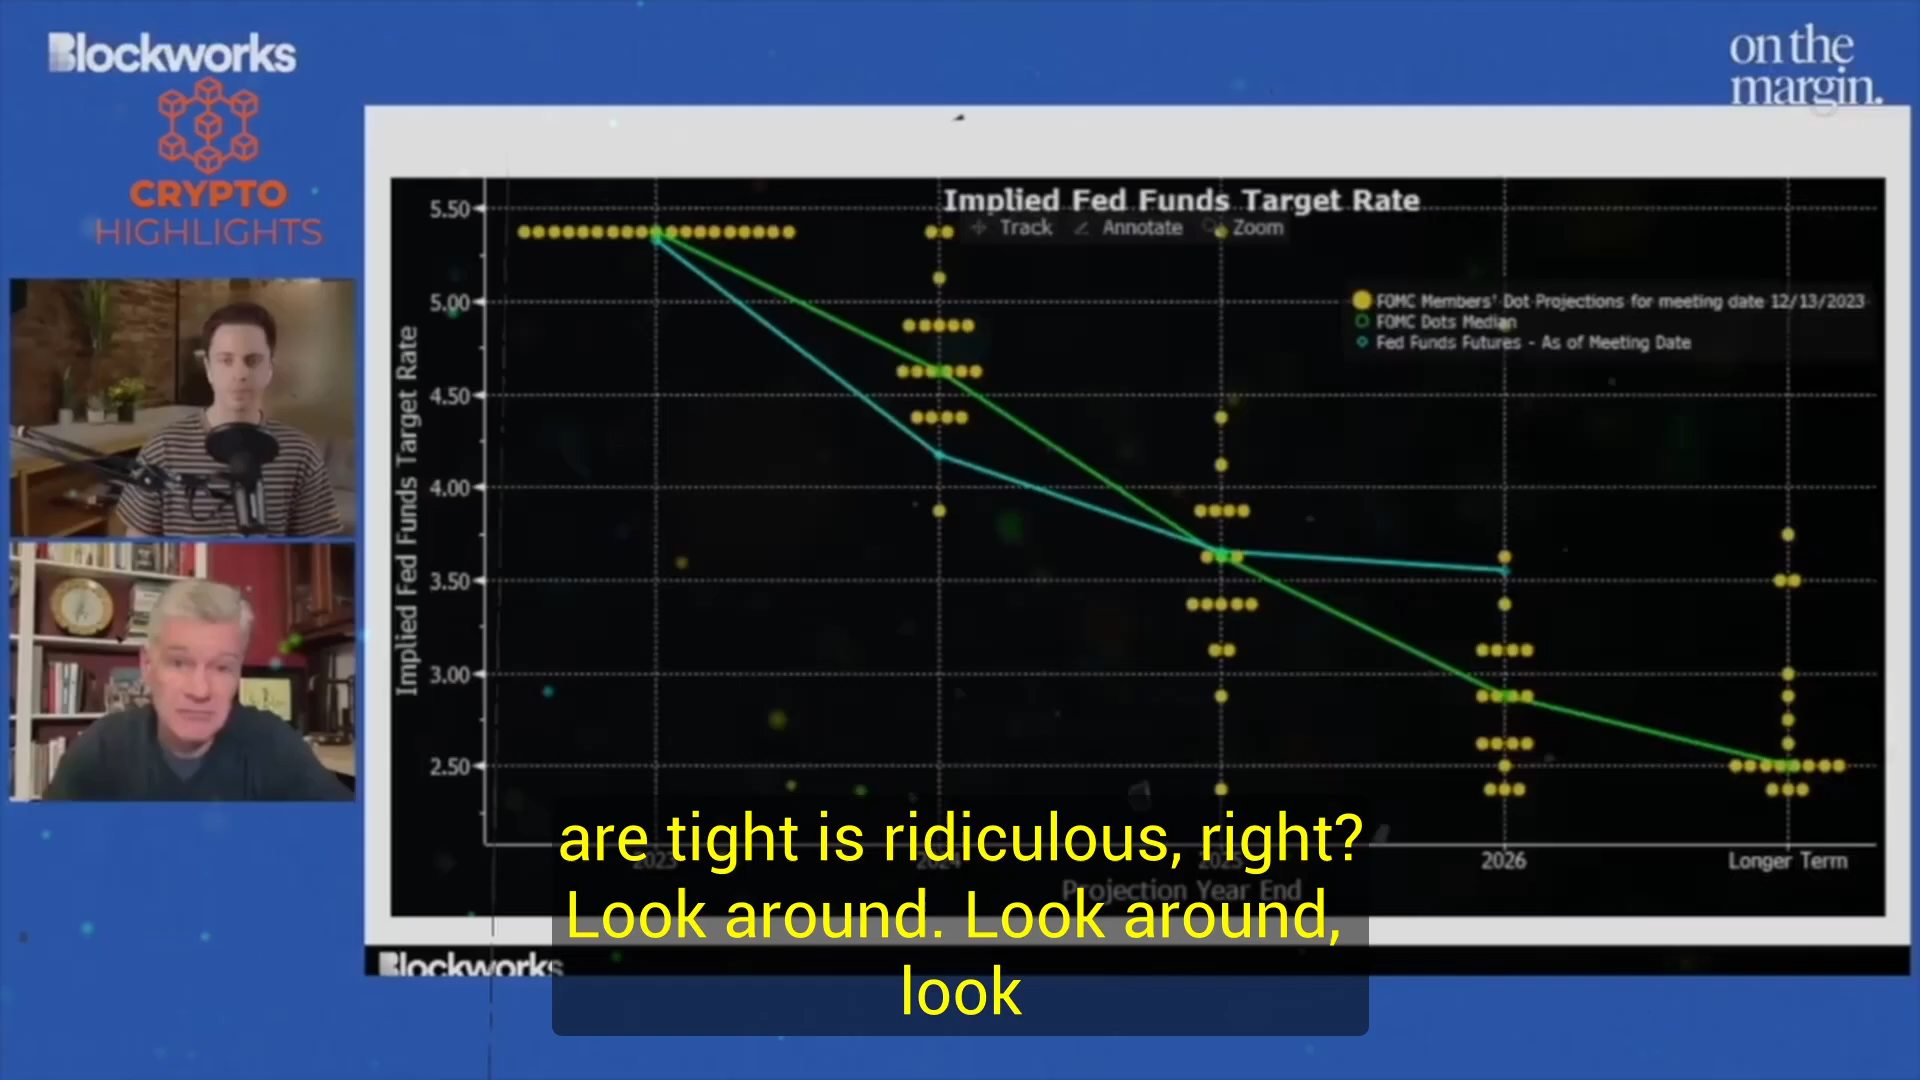 Blockworks
on the
margin.
CRYPTO
HIGHLIGHTS
Implied Fed Funds Target Rate
Track Annotate Zoom
5.50
5.00
4.50
4.00
3.50
3.00
2.50
Implied Fed Funds Target Rate
FOMC Members' Dot Projections for meeting date 12/13/2023
FOMC Dots Median
Fed Funds Futures - As of Meeting Date
2023 2024 2025 2026 Longer Term
Projection Year End
are tight is ridiculous, right?
Look around. Look around,
look
Blockworks